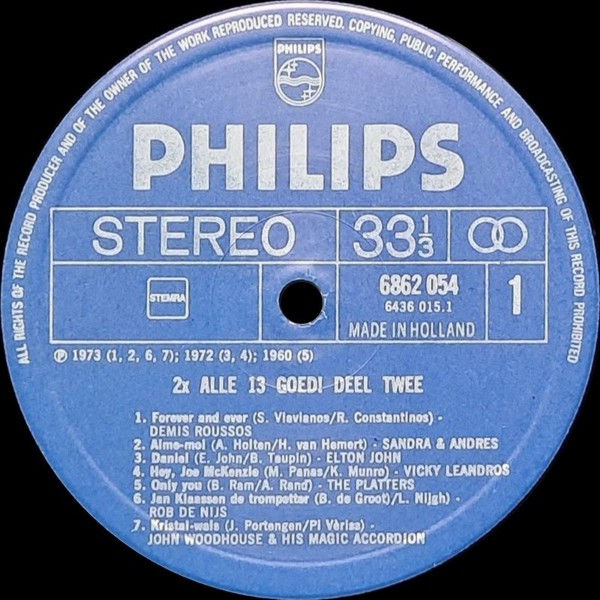 ALL RIGHTS OF THE RECORD PRODUCER AND OF THE OWNER OF THE WORK REPRODUCED RESERVED. COPYING, PUBLIC PERFORMANCE AND BROADCASTING OF THIS RECORD PROHIBITED
PHILIPS
PHILIPS
STEREO 33⅓
STEMRA
6862 054
6436 015.1
MADE IN HOLLAND
1
Ⓟ 1973 (1, 2, 6, 7); 1972 (3, 4); 1960 (5)
2x ALLE 13 GOED! DEEL TWEE
1. Forever and ever (S. Vlavianos/R. Constantinos) -
DEMIS ROUSSOS
2. Aime-moi (A. Holten/H. van Hemert) - SANDRA & ANDRES
3. Daniel (E. John/B. Taupin) - ELTON JOHN
4. Hey, Joe McKenzie (M. Panas/K. Munro) - VICKY LEANDROS
5. Only you (B. Ram/A. Rand) - THE PLATTERS
6. Jan Klaassen de trompetter (B. de Groot)/L. Nijgh) -
ROB DE NIJS
7. Kristal-wals (J. Portengen/Pi Vèriss) -
JOHN WOODHOUSE & HIS MAGIC ACCORDION